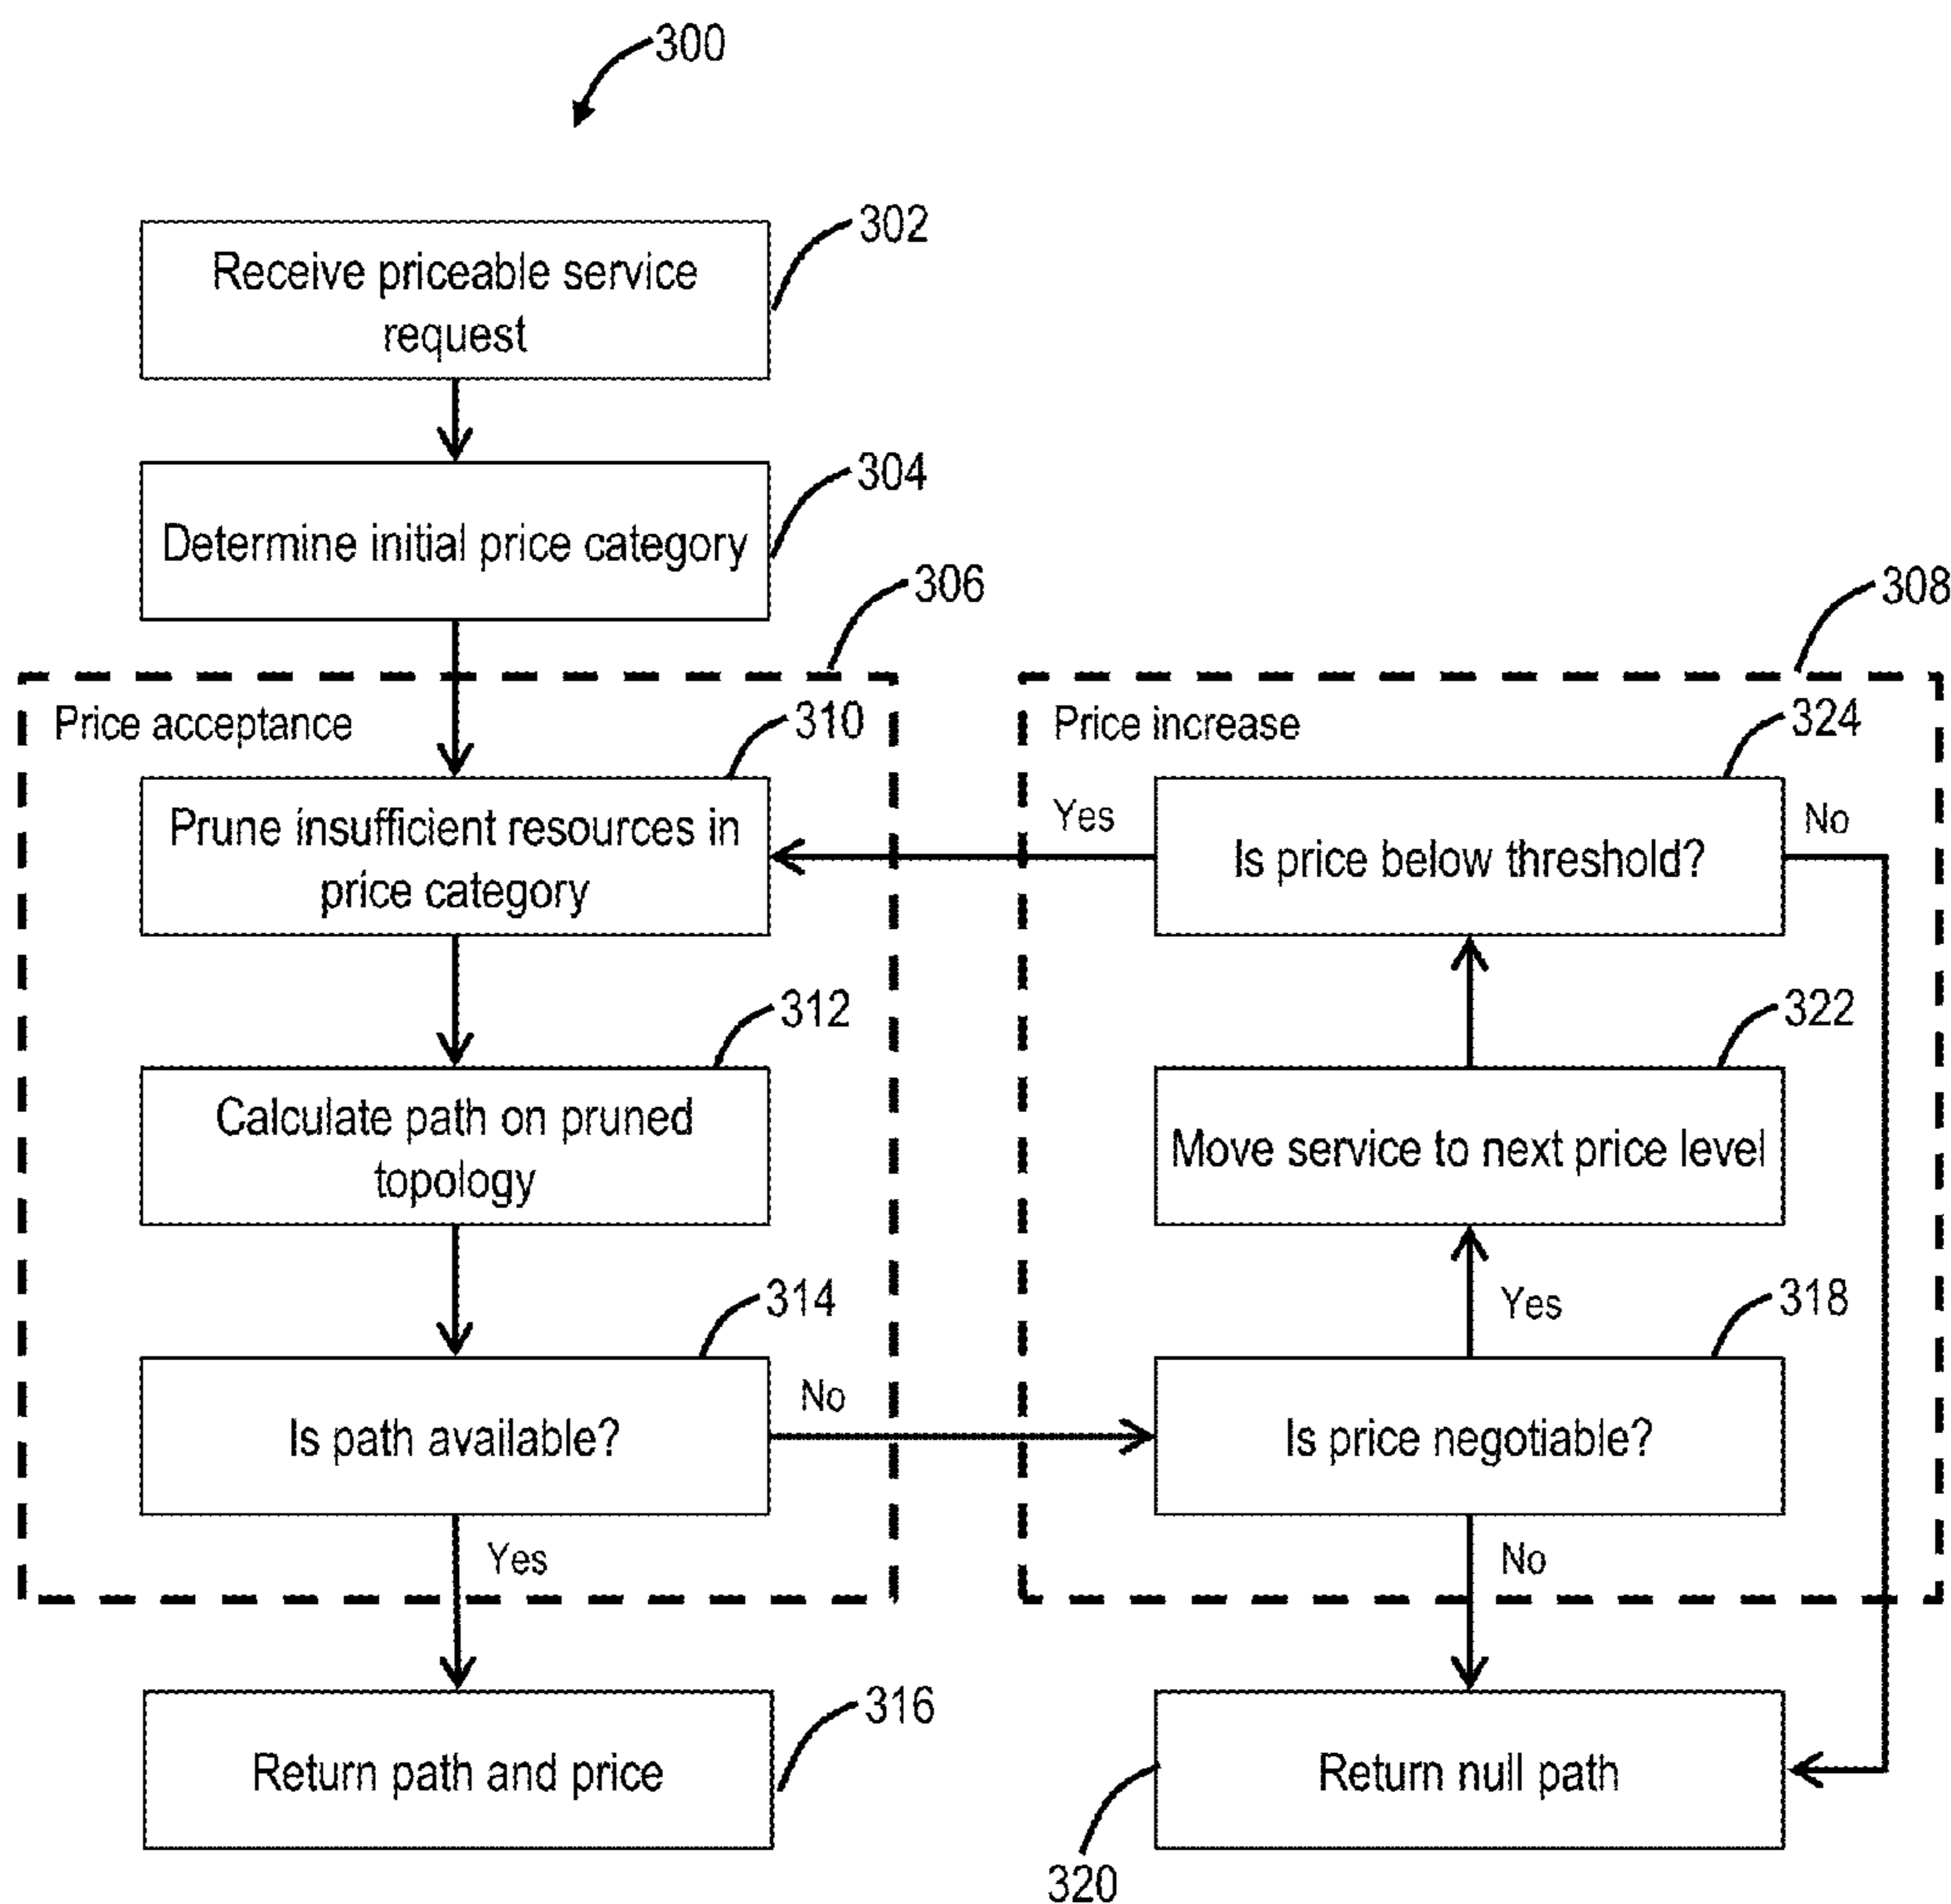 300
302
Receive priceable service
request
304
Determine initial price category
306
308
Price acceptance
310
Price increase
324
Prune insufficient resources in
price category
Yes
Is price below threshold?
No
312
322
Calculate path on pruned
topology
Move service to next price level
314
Yes
318
Is path available?
No
Is price negotiable?
Yes
No
316
Return path and price
Return null path
320